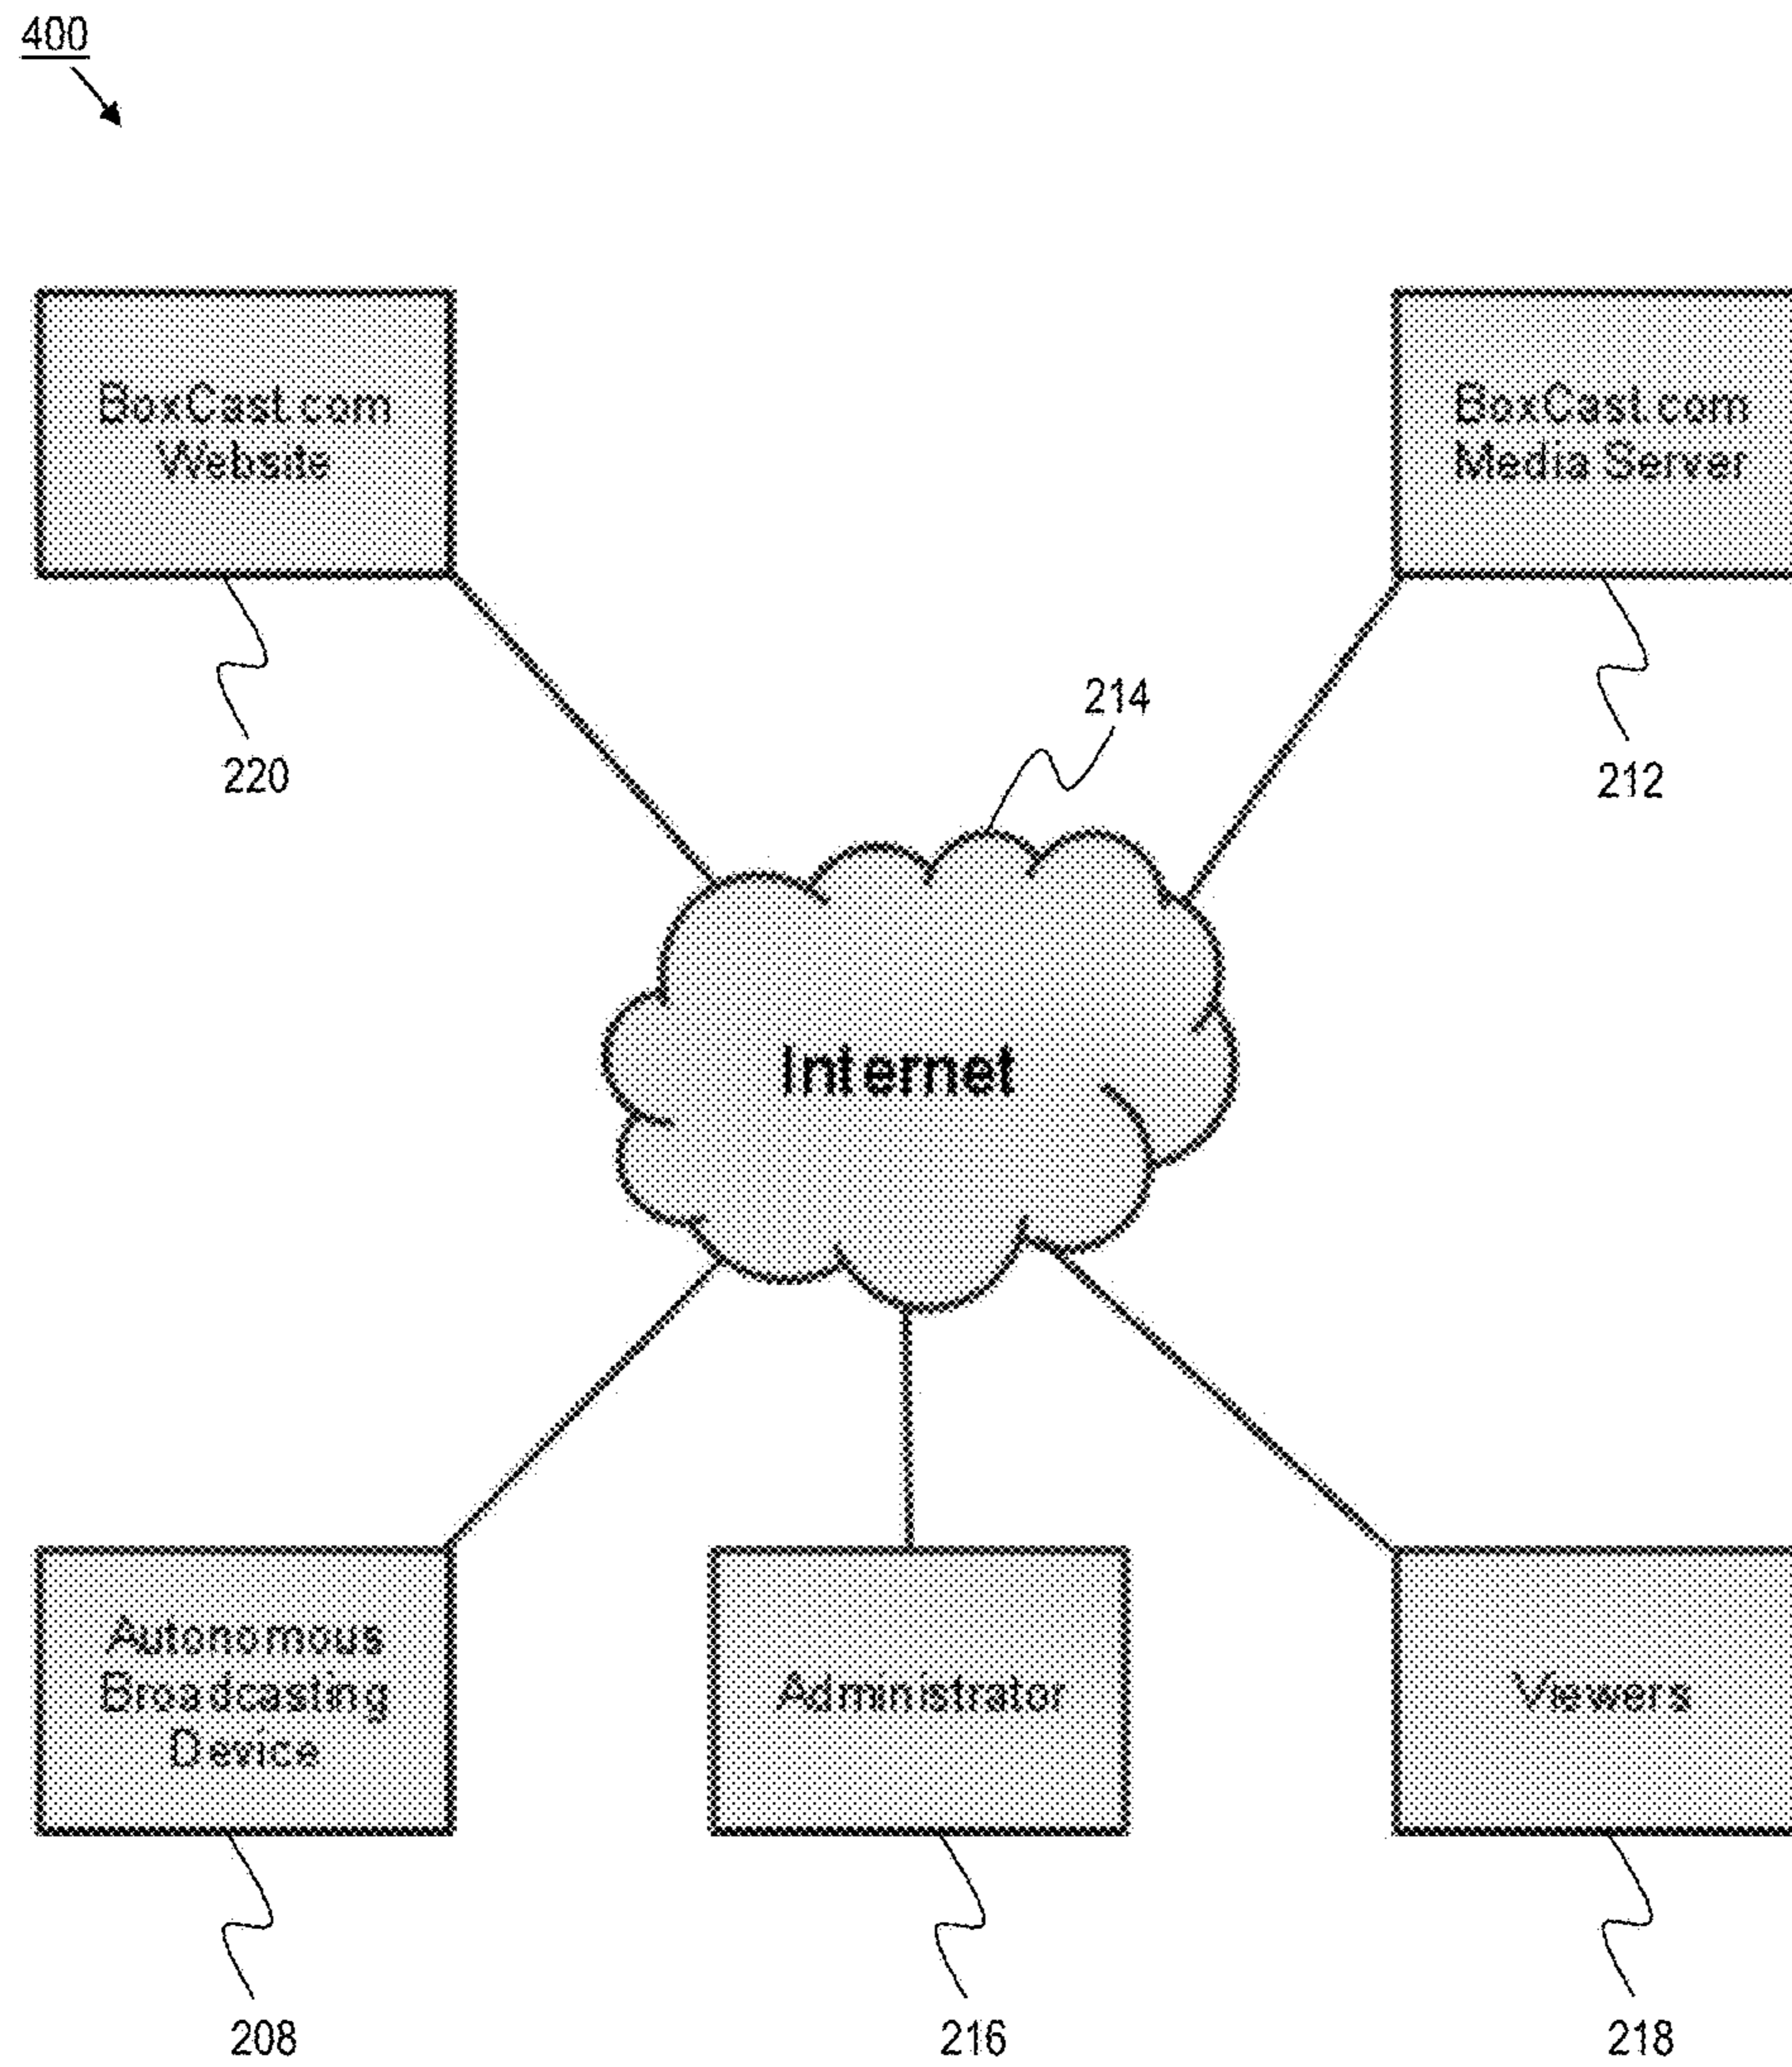 400
BoxCast.com
Website
BoxCast.com
Media Server
214
220
212
Internet
Autonomous
Broadcasting
Device
Administrator
Viewers
208
216
218